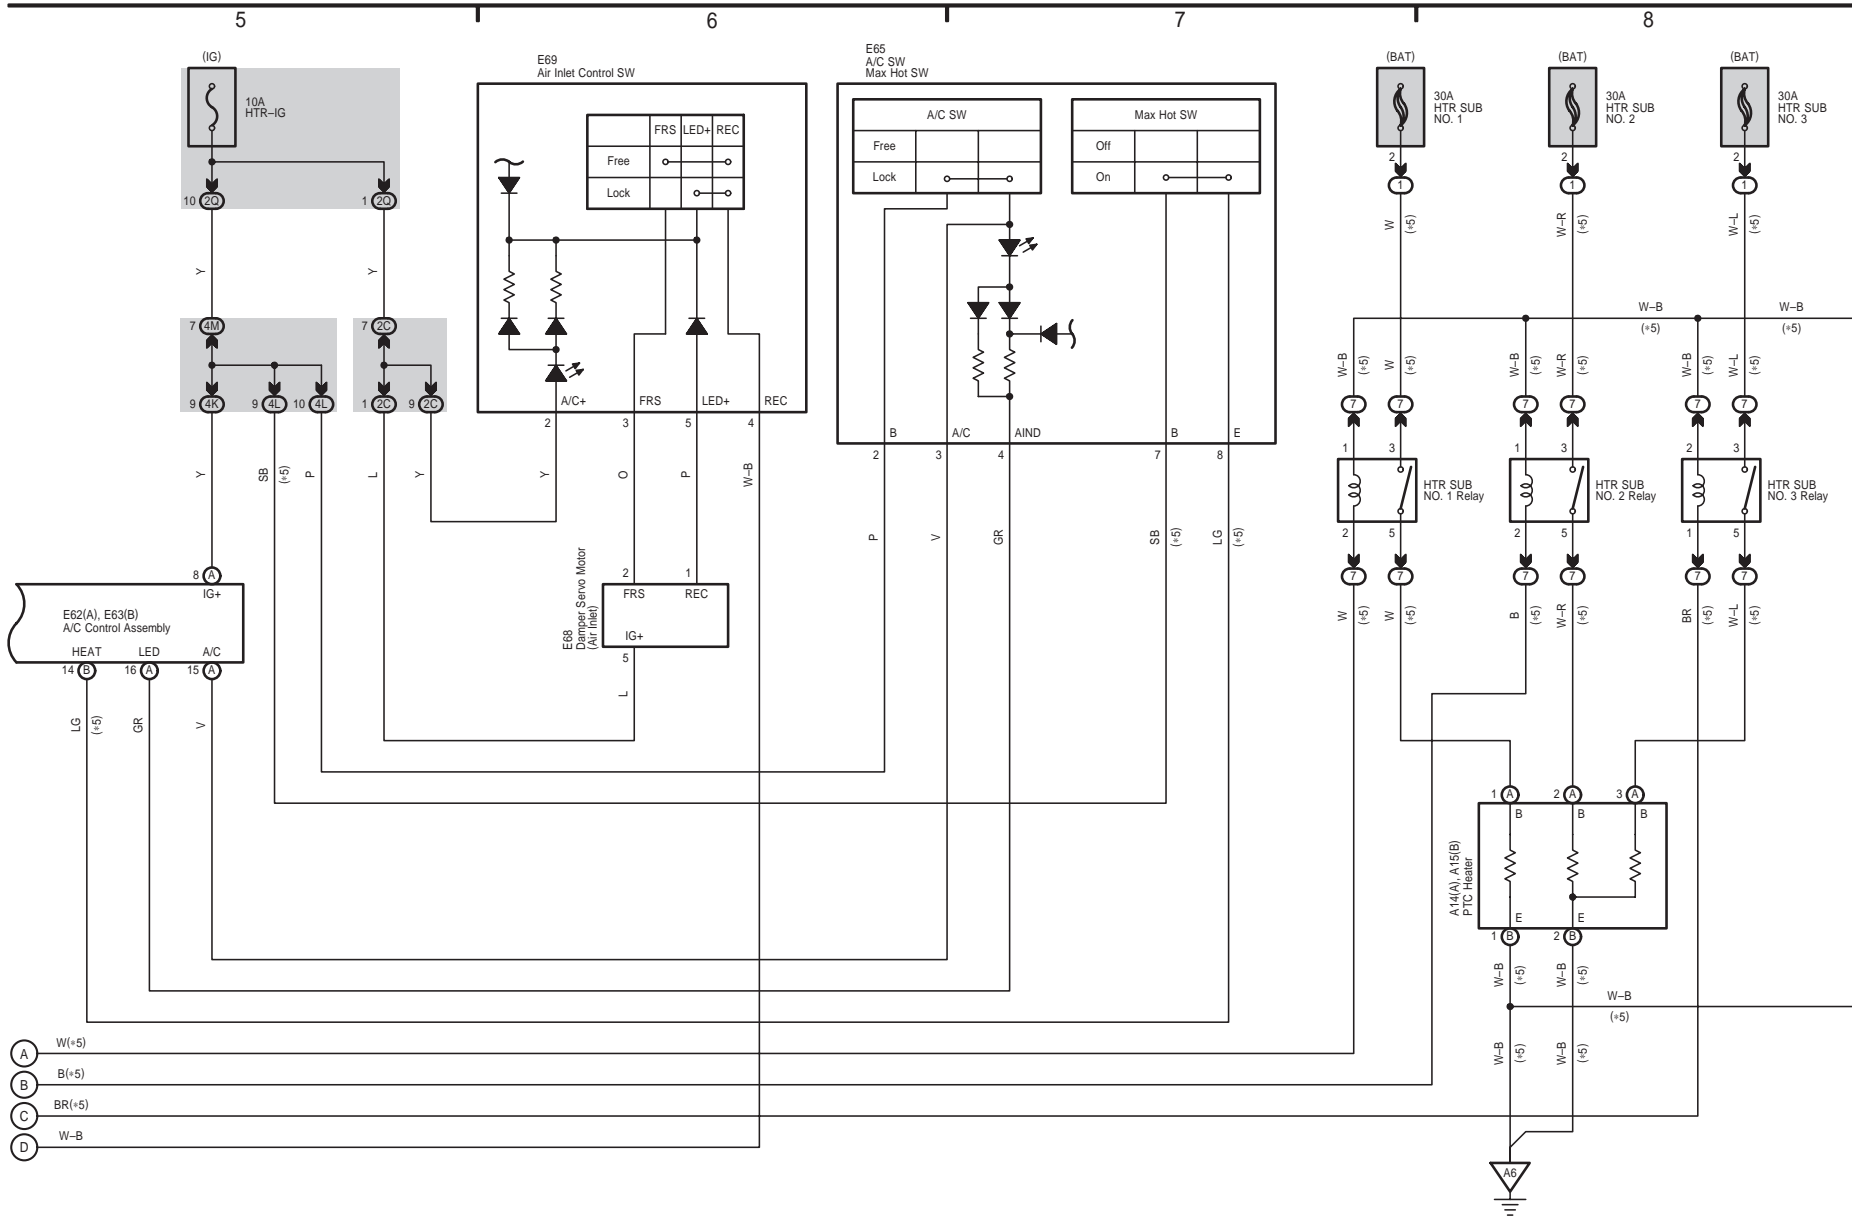 5
6
7
8
(IG)
10A
HTR–IG
10 2Q
1 2Q
Y
Y
7 4M
7 2C
9 4K
9 4L
10 4L
1 2C
9 2C
Y
SB
(*5)
P
L
Y
Y
O
P
W–B
8 A
IG+
E62(A), E63(B)
A/C Control Assembly
HEAT
LED
A/C
14 B
16 A
15 A
LG
(*5)
GR
V
E69
Air Inlet Control SW
FRS
LED+
REC
Free
Lock
A/C+
FRS
LED+
REC
2
3
5
4
E68
Damper Servo Motor
(Air Inlet)
2
1
FRS
REC
IG+
5
L
E65
A/C SW
Max Hot SW
A/C SW
Free
Lock
Max Hot SW
Off
On
B
A/C
AIND
B
E
2
3
4
7
8
P
V
GR
SB
(*5)
LG
(*5)
(BAT)
30A
HTR SUB
NO. 1
2
1
W
(*5)
(BAT)
30A
HTR SUB
NO. 2
2
1
W–R
(*5)
(BAT)
30A
HTR SUB
NO. 3
2
1
W–L
(*5)
W–B
(*5)
W–B
(*5)
W–B
(*5)
W
(*5)
W–B
(*5)
W–R
(*5)
W–B
(*5)
W–L
(*5)
7
7
7
7
7
7
1
3
1
3
2
3
HTR SUB
NO. 1 Relay
HTR SUB
NO. 2 Relay
HTR SUB
NO. 3 Relay
2
5
2
5
1
5
7
7
7
7
7
7
W
(*5)
W
(*5)
B
(*5)
W–R
(*5)
BR
(*5)
W–L
(*5)
1 A
2 A
3 A
B
B
B
A14(A), A15(B)
PTC Heater
E
E
1 B
2 B
W–B
(*5)
W–B
(*5)
W–B
(*5)
W–B
(*5)
W–B
(*5)
A6
A
W(*5)
B
B(*5)
C
BR(*5)
D
W–B